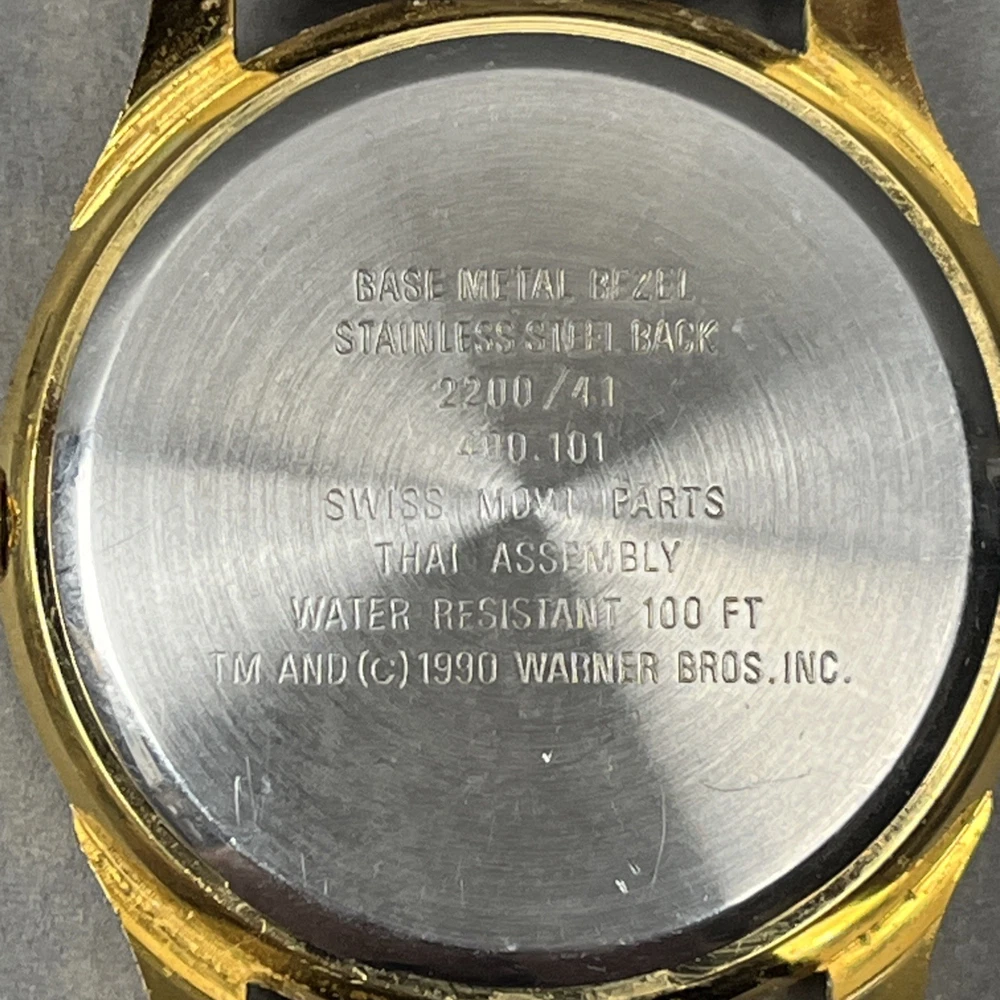 BASE METAL BEZEL
STAINLESS STEEL BACK
2200/41
SWISS MOVT PARTS
THAI ASSEMBLY
WATER RESISTANT 100 FT
TM AND (C) 1990 WARNER BROS. INC.